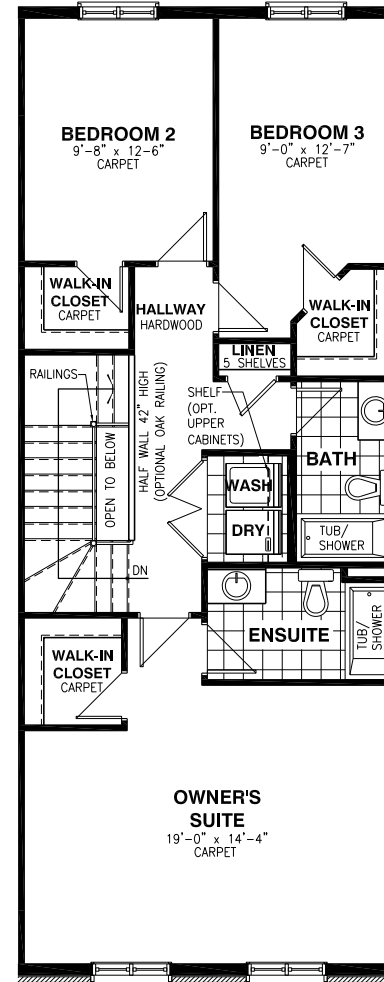 BEDROOM 2
9'-8" x 12-6"
CARPET
BEDROOM 3
9'-0" x 12'-7"
CARPET
WALK-IN
CLOSET
CARPET
HALLWAY
HARDWOOD
WALK-IN
CLOSET
CARPET
LINEN
5 SHELVES
RAILINGS
SHELF
(OPT.
UPPER
CABINETS)
HALF WALL 42" HIGH
(OPTIONAL OAK RAILING)
OPEN TO BELOW
BATH
WASH
DRY
TUB/
SHOWER
DN
ENSUITE
TUB/
SHOWER
WALK-IN
CLOSET
CARPET
OWNER'S
SUITE
19'-0" x 14'-4"
CARPET